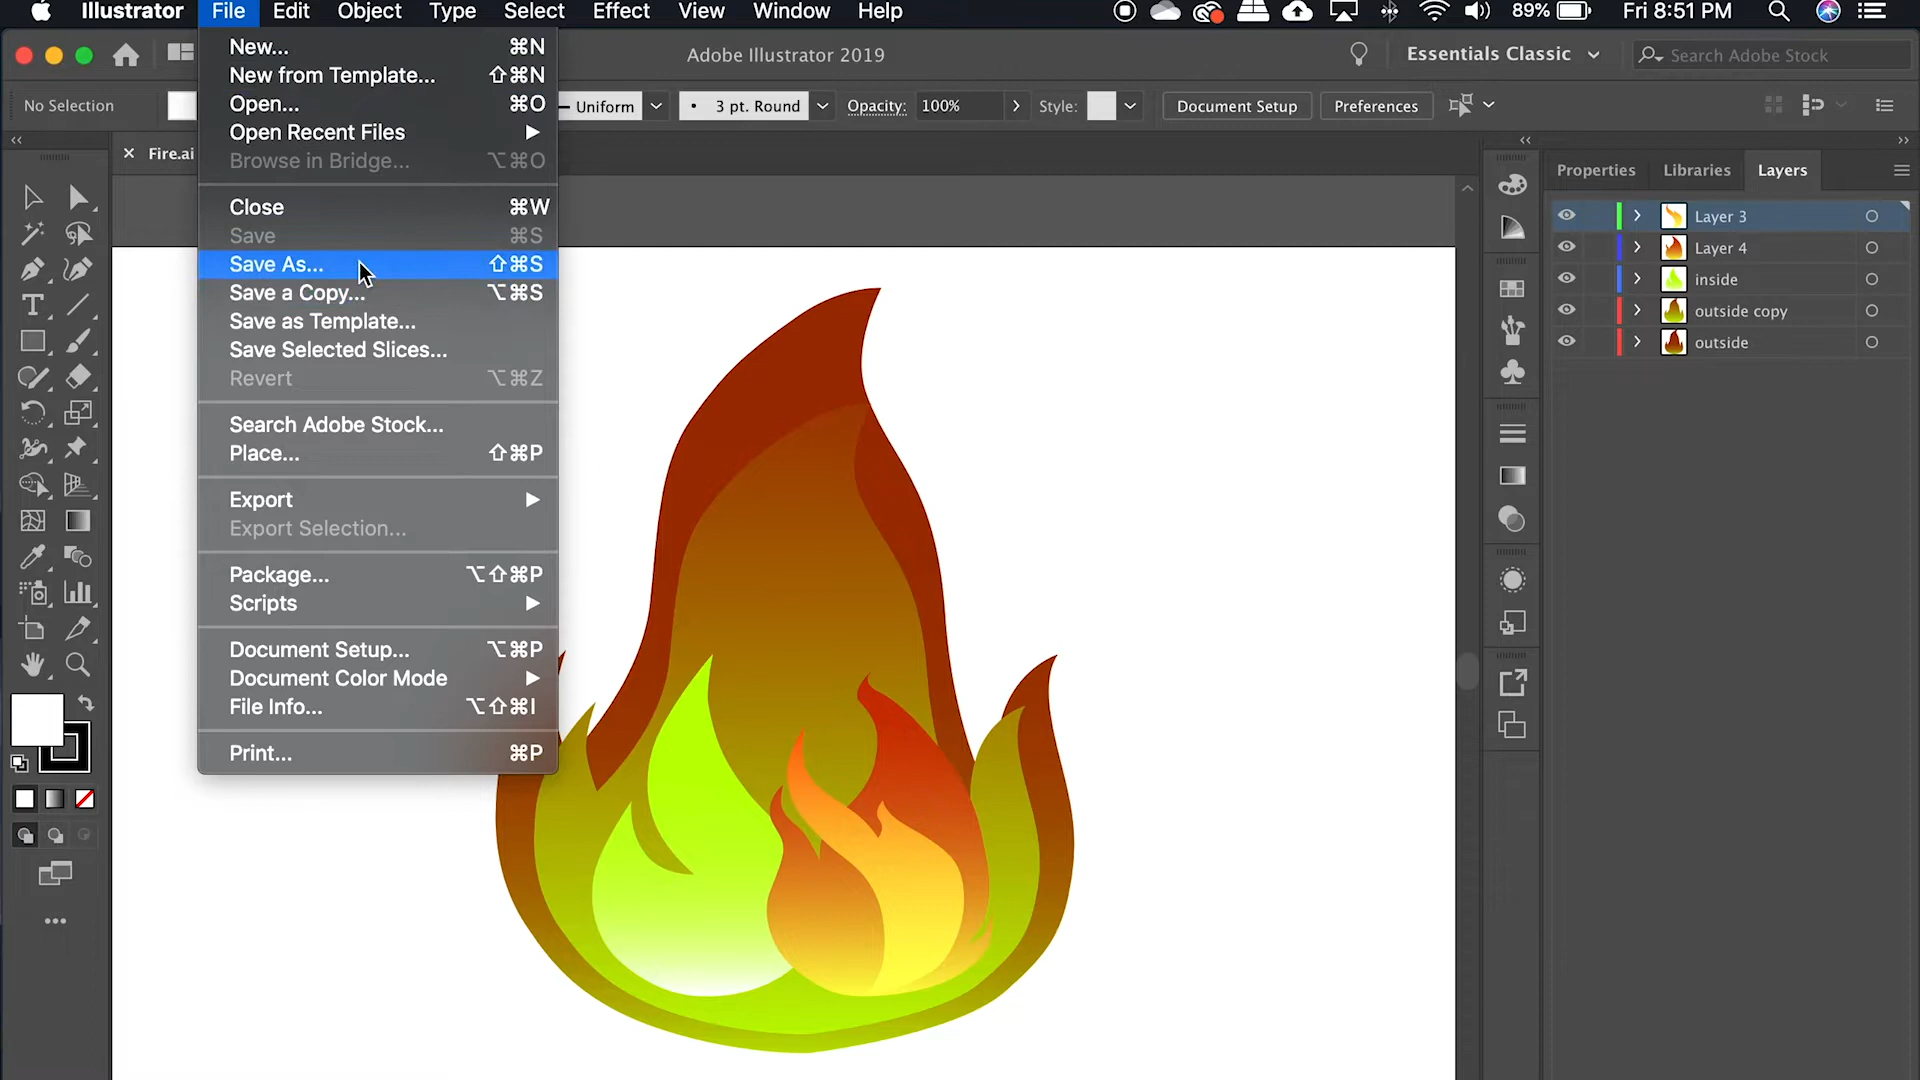 Illustrator File Edit Object Type Select Effect View Window Help 89% Fri 8:51 PM
Adobe Illustrator 2019 Essentials Classic Search Adobe Stock
No Selection Uniform 3 pt. Round Opacity: 100% Style: Document Setup Preferences
Fire.ai
New... ⌘N
New from Template... ⇧⌘N
Open... ⌘O
Open Recent Files
Browse in Bridge... ⌥⌘O
Close ⌘W
Save ⌘S
Save As... ⇧⌘S
Save a Copy... ⌥⌘S
Save as Template...
Save Selected Slices...
Revert ⌥⌘Z
Search Adobe Stock...
Place... ⇧⌘P
Export
Export Selection...
Package... ⌥⇧⌘P
Scripts
Document Setup... ⌥⌘P
Document Color Mode
File Info... ⌥⇧⌘I
Print... ⌘P
Properties Libraries Layers
Layer 3
Layer 4
inside
outside copy
outside